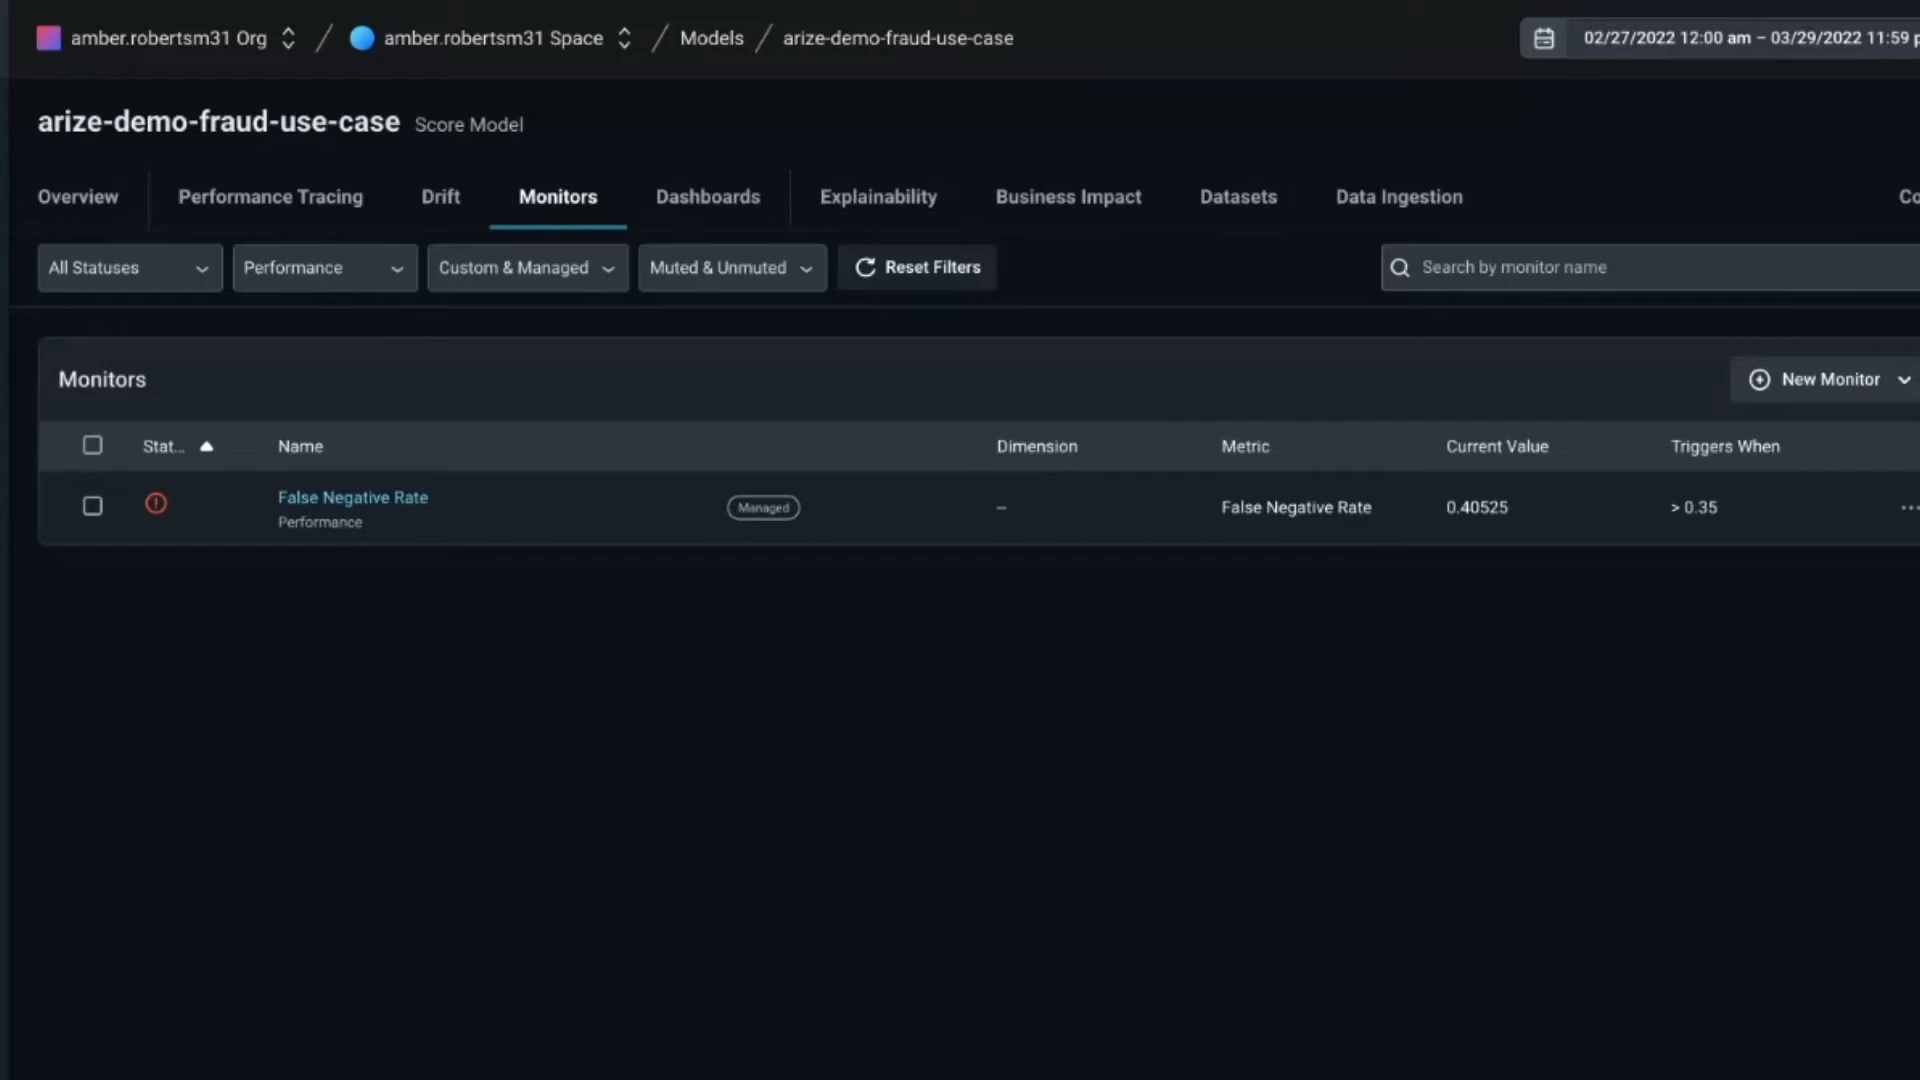 amber.robertsm31 Org / amber.robertsm31 Space / Models / arize-demo-fraud-use-case 02/27/2022 12:00 am – 03/29/2022 11:59
arize-demo-fraud-use-case Score Model
Overview Performance Tracing Drift Monitors Dashboards Explainability Business Impact Datasets Data Ingestion
All Statuses Performance Custom & Managed Muted & Unmuted Reset Filters Search by monitor name
Monitors New Monitor
Stat... Name Dimension Metric Current Value Triggers When
False Negative Rate Managed – False Negative Rate 0.40525 > 0.35 ...
Performance